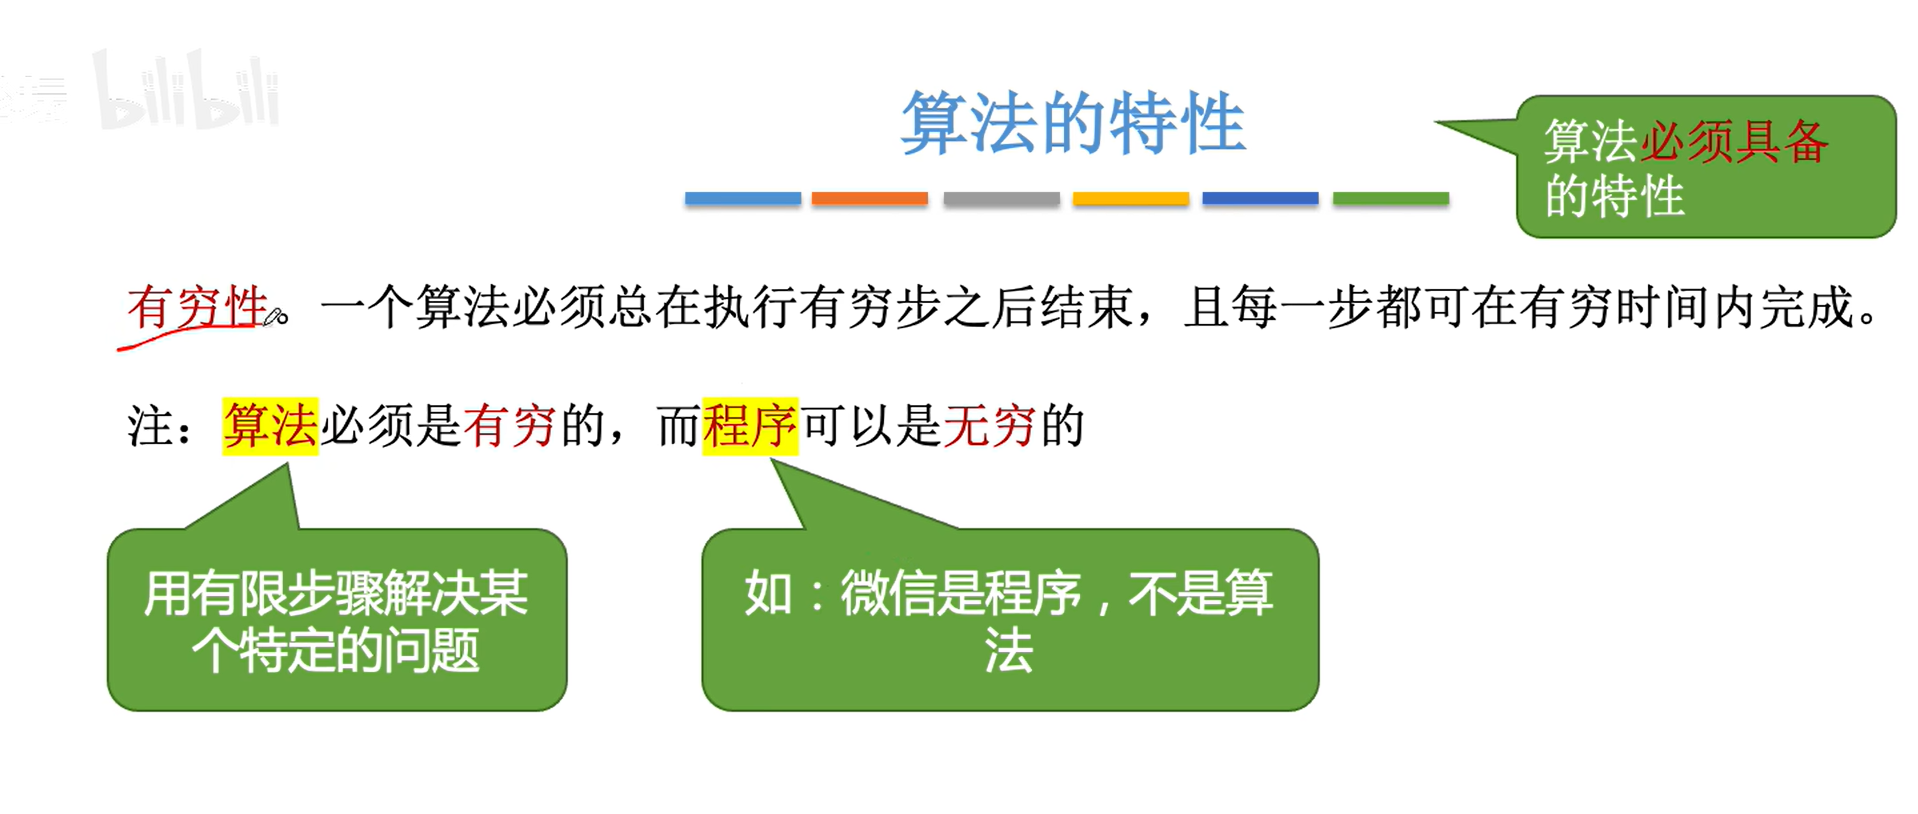 bilibili
算法的特性
算法必须具备
的特性
有穷性。一个算法必须总在执行有穷步之后结束，且每一步都可在有穷时间内完成。
注：算法必须是有穷的，而程序可以是无穷的
用有限步骤解决某
个特定的问题
如：微信是程序，不是算
法